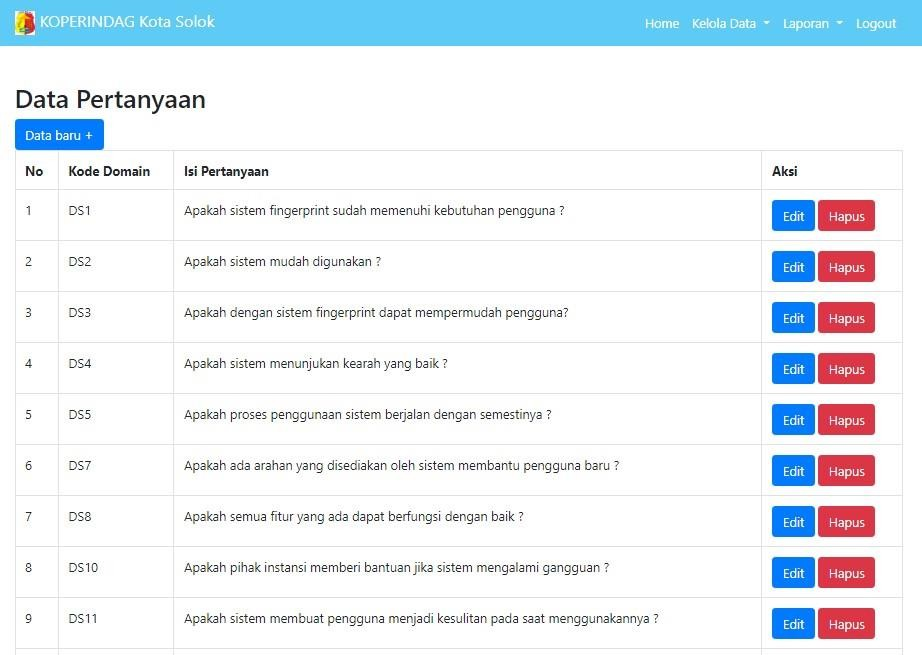 KOPERINDAG Kota Solok Home Kelola Data Laporan Logout
Data Pertanyaan
Data baru +
No Kode Domain Isi Pertanyaan Aksi
1 DS1 Apakah sistem fingerprint sudah memenuhi kebutuhan pengguna ? Edit Hapus
2 DS2 Apakah sistem mudah digunakan ? Edit Hapus
3 DS3 Apakah dengan sistem fingerprint dapat mempermudah pengguna? Edit Hapus
4 DS4 Apakah sistem menunjukan kearah yang baik ? Edit Hapus
5 DS5 Apakah proses penggunaan sistem berjalan dengan semestinya ? Edit Hapus
6 DS7 Apakah ada arahan yang disediakan oleh sistem membantu pengguna baru ? Edit Hapus
7 DS8 Apakah semua fitur yang ada dapat berfungsi dengan baik ? Edit Hapus
8 DS10 Apakah pihak instansi memberi bantuan jika sistem mengalami gangguan ? Edit Hapus
9 DS11 Apakah sistem membuat pengguna menjadi kesulitan pada saat menggunakannya ? Edit Hapus